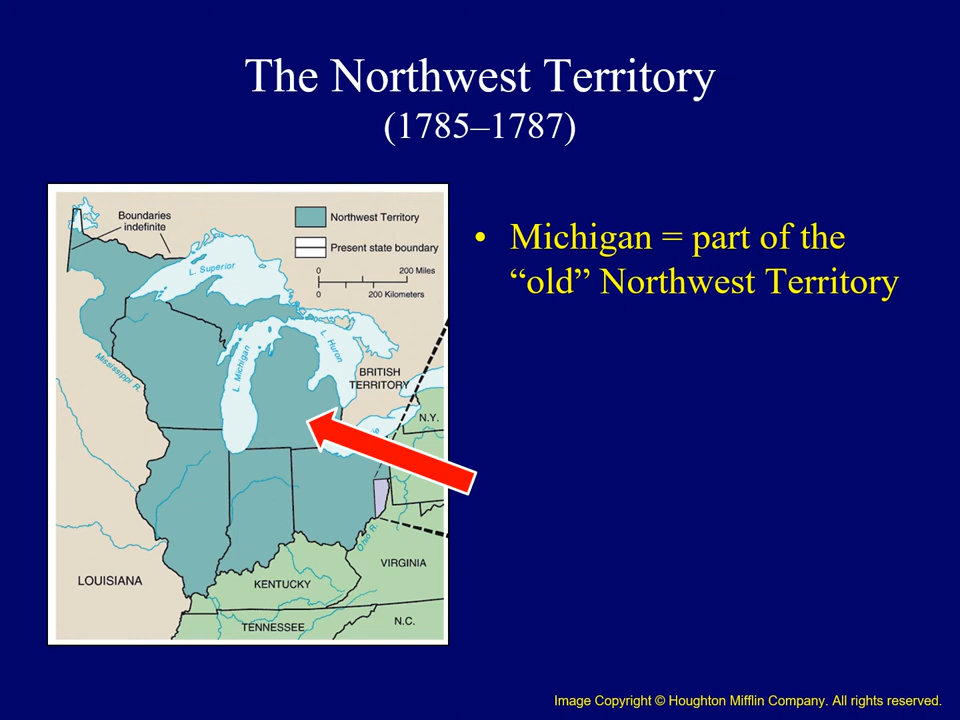 The Northwest Territory
(1785–1787)
Boundaries
indefinite
Northwest Territory
Present state boundary
0
200 Miles
0
200 Kilometers
L. Superior
L. Michigan
L. Huron
Mississippi R.
BRITISH
TERRITORY
N.Y.
Ohio R.
VIRGINIA
LOUISIANA
KENTUCKY
TENNESSEE
N.C.
• Michigan = part of the
“old” Northwest Territory
Image Copyright © Houghton Mifflin Company. All rights reserved.